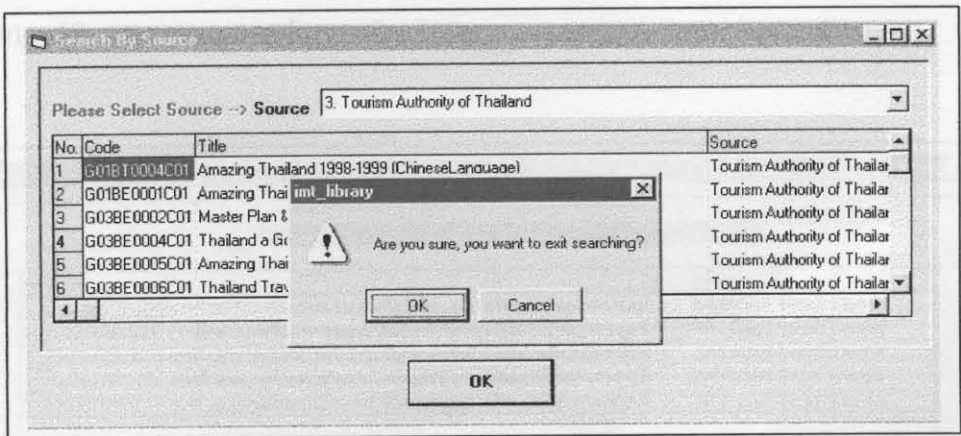 Search By Source
Please Select Source --> Source 3. Tourism Authority of Thailand
No. Code Title Source
1 G01BT0004C01 Amazing Thailand 1998-1999 (ChineseLanguage) Tourism Authority of Thailar
2 G01BE0001C01 Amazing Thai Tourism Authority of Thailar
3 G03BE0002C01 Master Plan & Tourism Authority of Thailar
4 G03BE0004C01 Thailand a Tourism Authority of Thailar
5 G03BE0005C01 Amazing Thai Tourism Authority of Thailar
6 G03BE0006C01 Thailand Trav Tourism Authority of Thailar
imt_library
Are you sure, you want to exit searching?
OK Cancel
OK